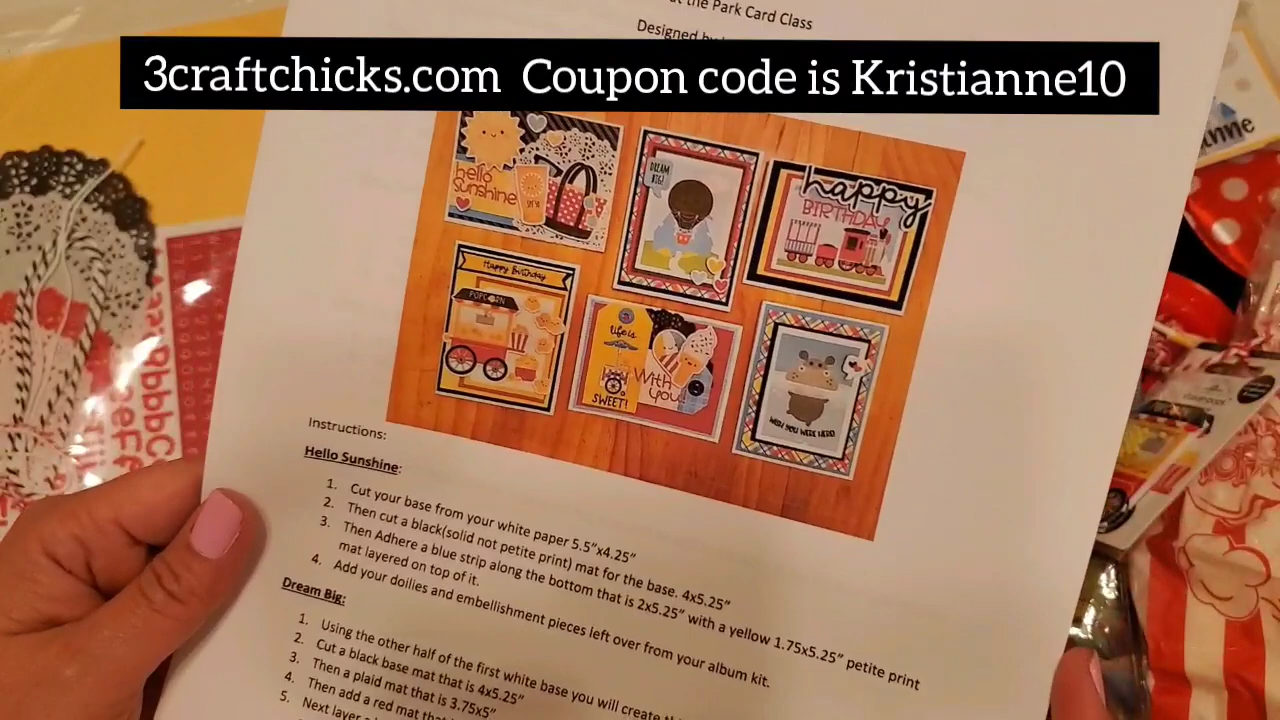 the Park Card Class
Designed by
3craftchicks.com Coupon code is Kristianne10
hello
sunshine
DREAM
BIG!
happy
BIRTHDAY
Happy Birthday
POPCORN
life is
SWEET!
With
you!
WISH YOU WERE HERE!
Instructions:
Hello Sunshine:
1. Cut your base from your white paper 5.5"x4.25"
2. Then cut a black(solid not petite print) mat for the base. 4x5.25"
3. Then Adhere a blue strip along the bottom that is 2x5.25" with a yellow 1.75x5.25" petite print
mat layered on top of it.
4. Add your doilies and embellishment pieces left over from your album kit.
Dream Big:
1. Using the other half of the first white base you will create
2. Cut a black base mat that is 4x5.25"
3. Then a plaid mat that is 3.75x5"
4. Then add a red mat that
5. Next layer